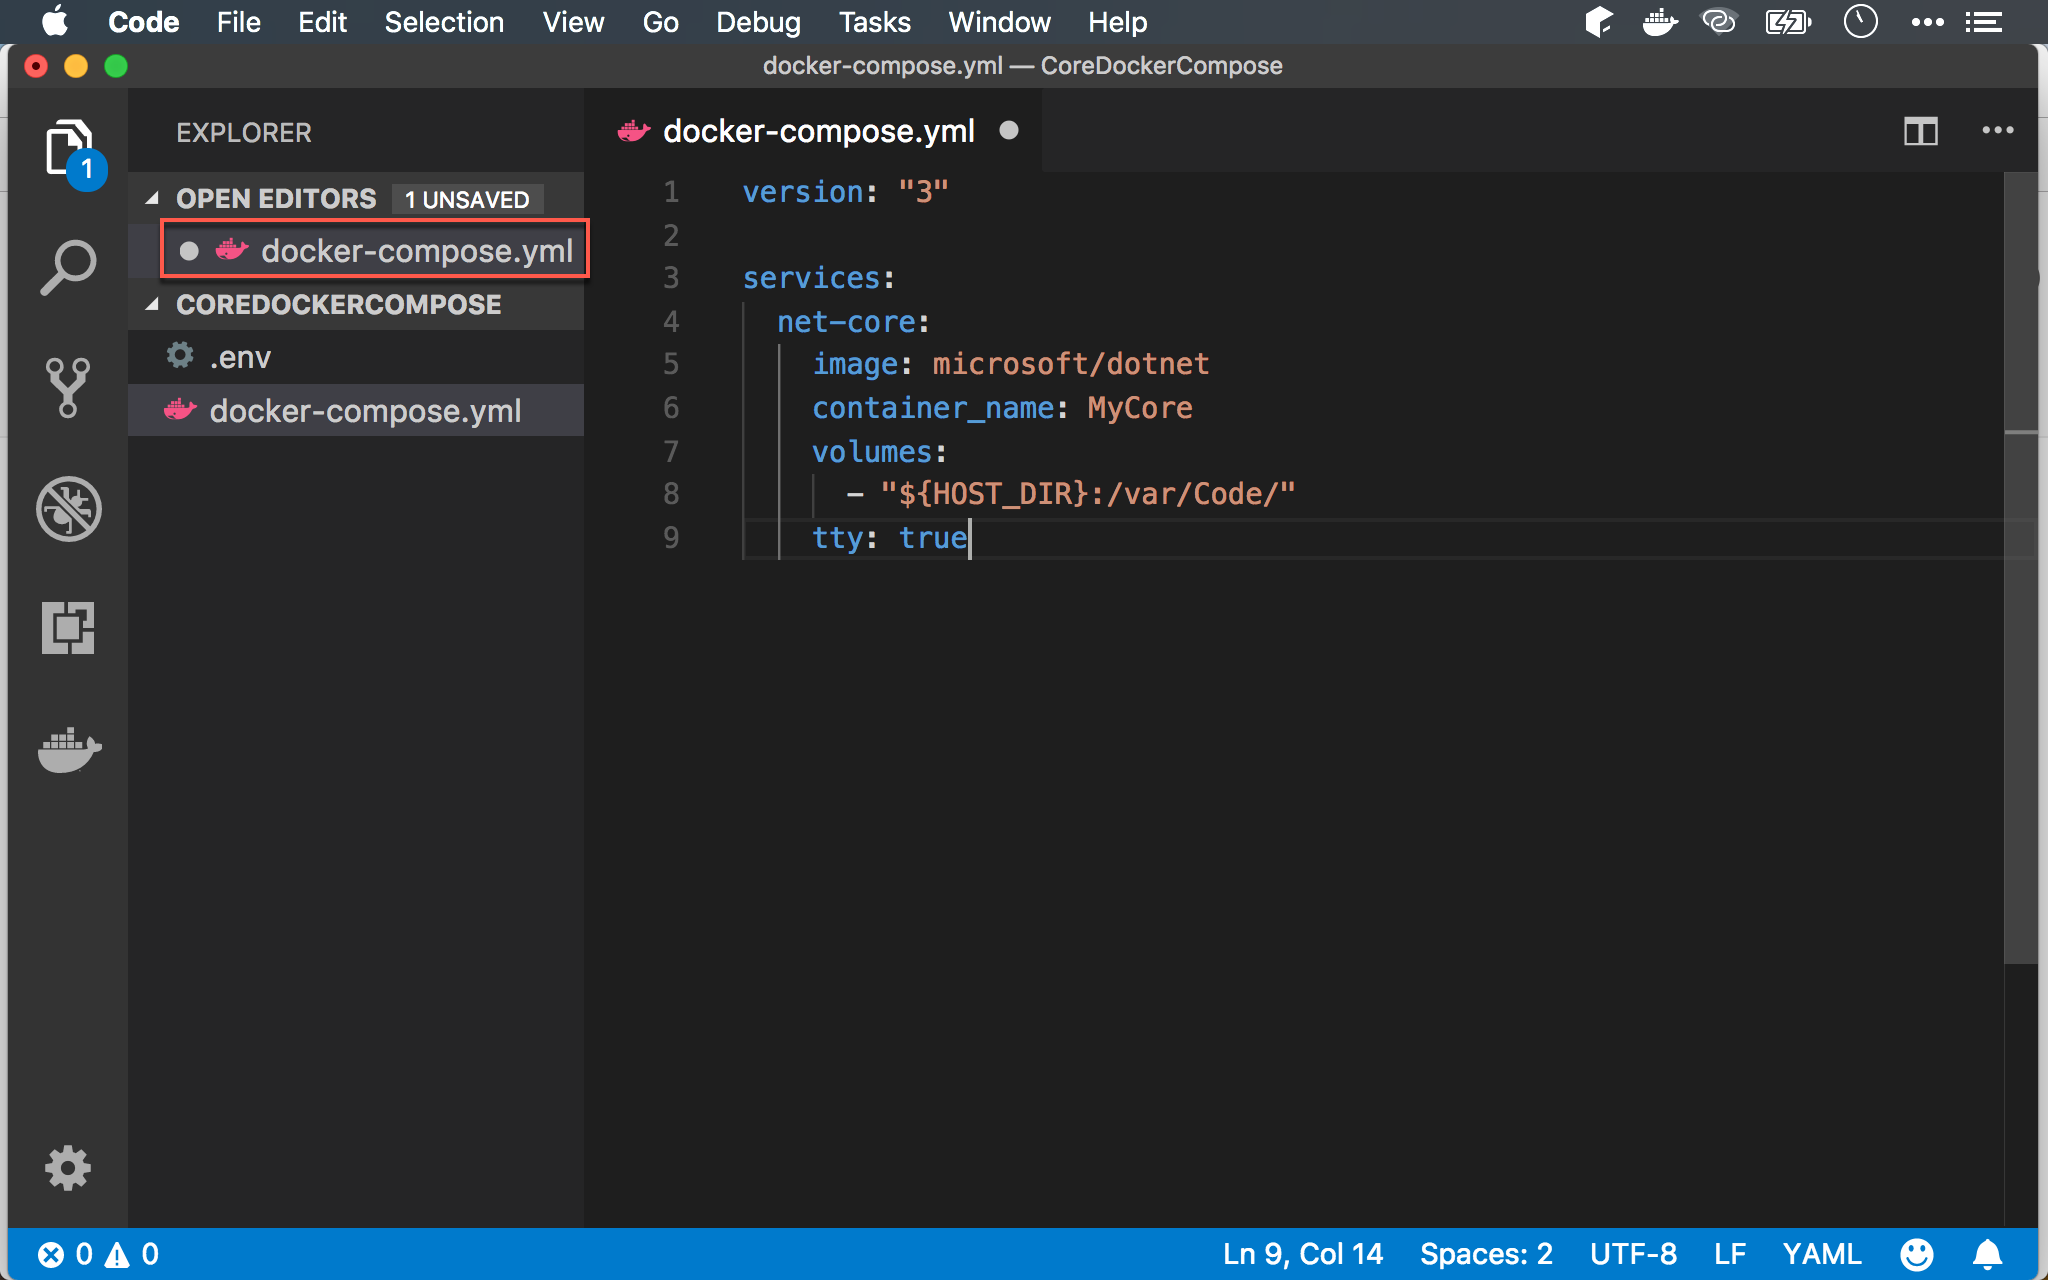 Code File Edit Selection View Go Debug Tasks Window Help
docker-compose.yml — CoreDockerCompose
EXPLORER
docker-compose.yml
1
OPEN EDITORS 1 UNSAVED
docker-compose.yml
COREDOCKERCOMPOSE
.env
docker-compose.yml
1 version: "3"
2
3 services:
4 net-core:
5 image: microsoft/dotnet
6 container_name: MyCore
7 volumes:
8 - "${HOST_DIR}:/var/Code/"
9 tty: true
0 0 Ln 9, Col 14 Spaces: 2 UTF-8 LF YAML